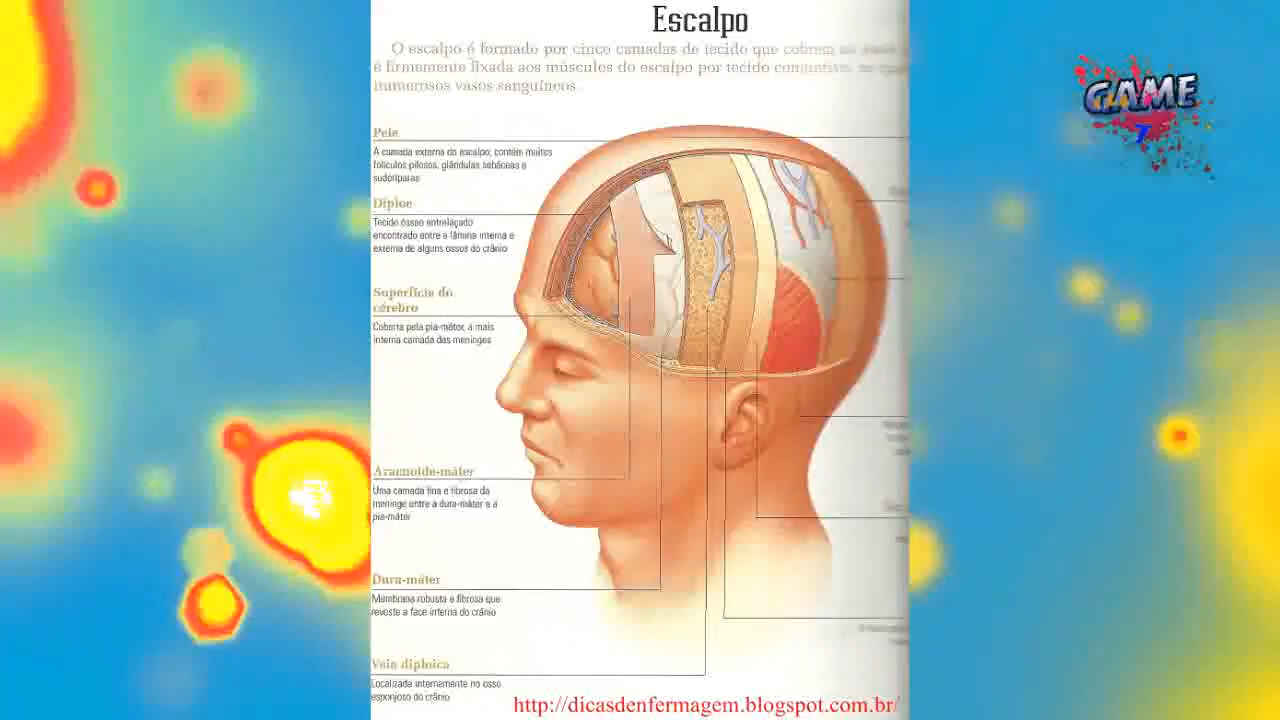 Escalpo
O escalpo é formado por cinco camadas de tecido que cobrem
é firmemente fixada aos músculos do escalpo por tecido conjuntivo,
numerosos vasos sanguíneos.
GAME
7
Pele
A camada externa do escalpo; contém muitos
folículos pilosos, glândulas sebáceas e
sudoríparas
Díploe
Tecido ósseo entrelaçado
encontrado entre a lâmina interna e
externa de alguns ossos do crânio
Superfície do
cérebro
Coberta pela pia-máter, a mais
interna camada das meninges
Aracnoide-máter
Uma camada fina e fibrosa da
meninge entre a dura-máter e a
pia-máter
Dura-máter
Membrana robusta e fibrosa que
reveste a face interna do crânio
Veia diploica
Localizada internamente no osso
esponjoso do crânio
http://dicasdenfermagem.blogspot.com.br/